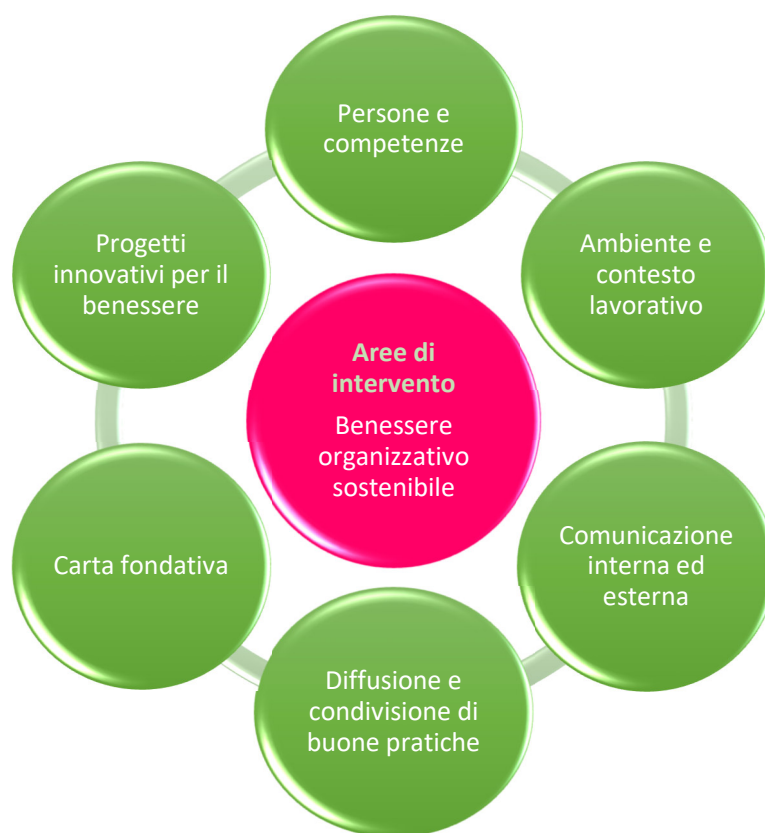 Persone e
competenze
Ambiente e
contesto
lavorativo
Comunicazione
interna ed
esterna
Diffusione e
condivisione di
buone pratiche
Carta fondativa
Progetti
innovativi per il
benessere
Aree di
intervento
Benessere
organizzativo
sostenibile